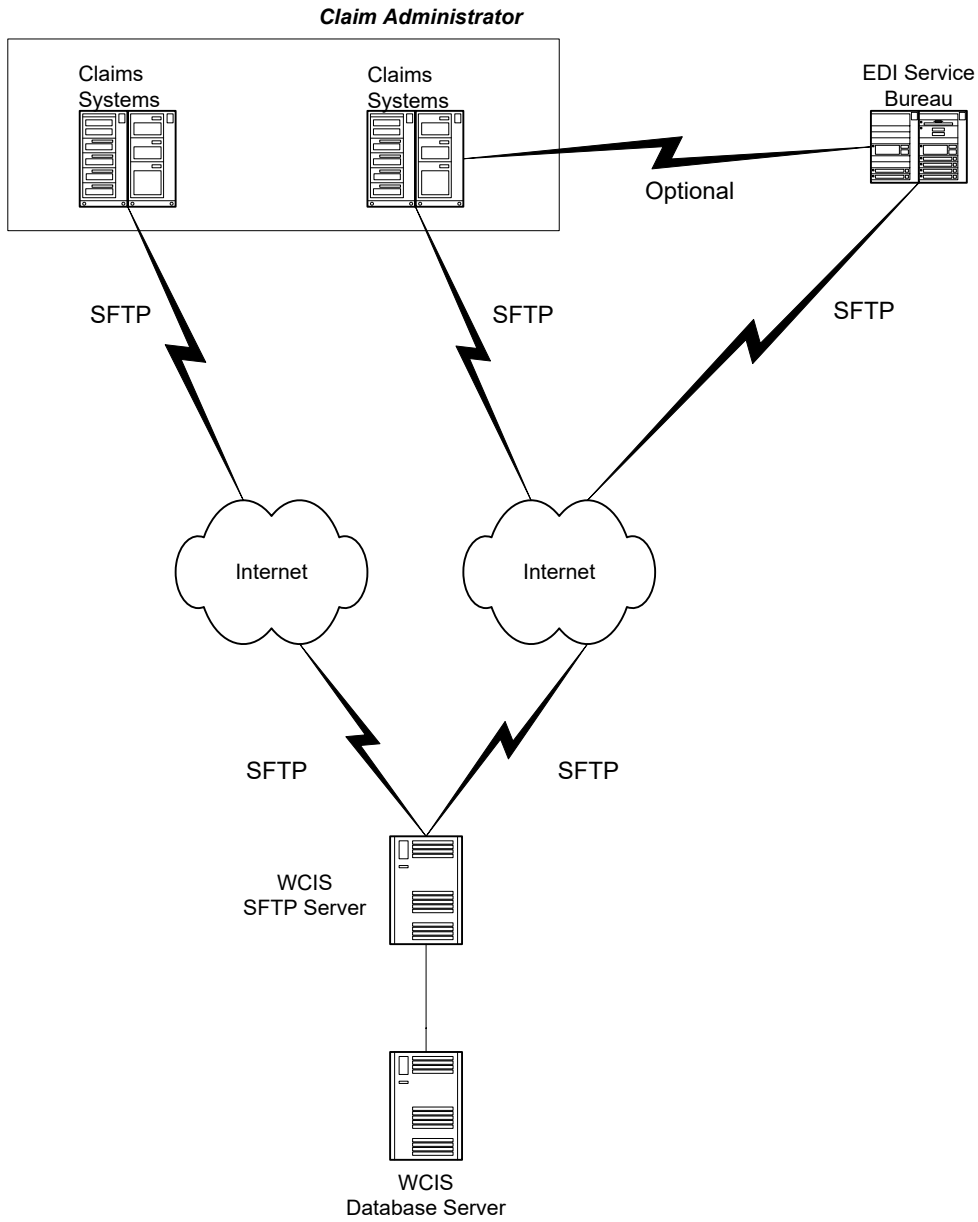 Claim Administrator
Claims
Systems
Claims
Systems
EDI Service
Bureau
Optional
SFTP
SFTP
SFTP
Internet
Internet
SFTP
SFTP
WCIS
SFTP Server
WCIS
Database Server